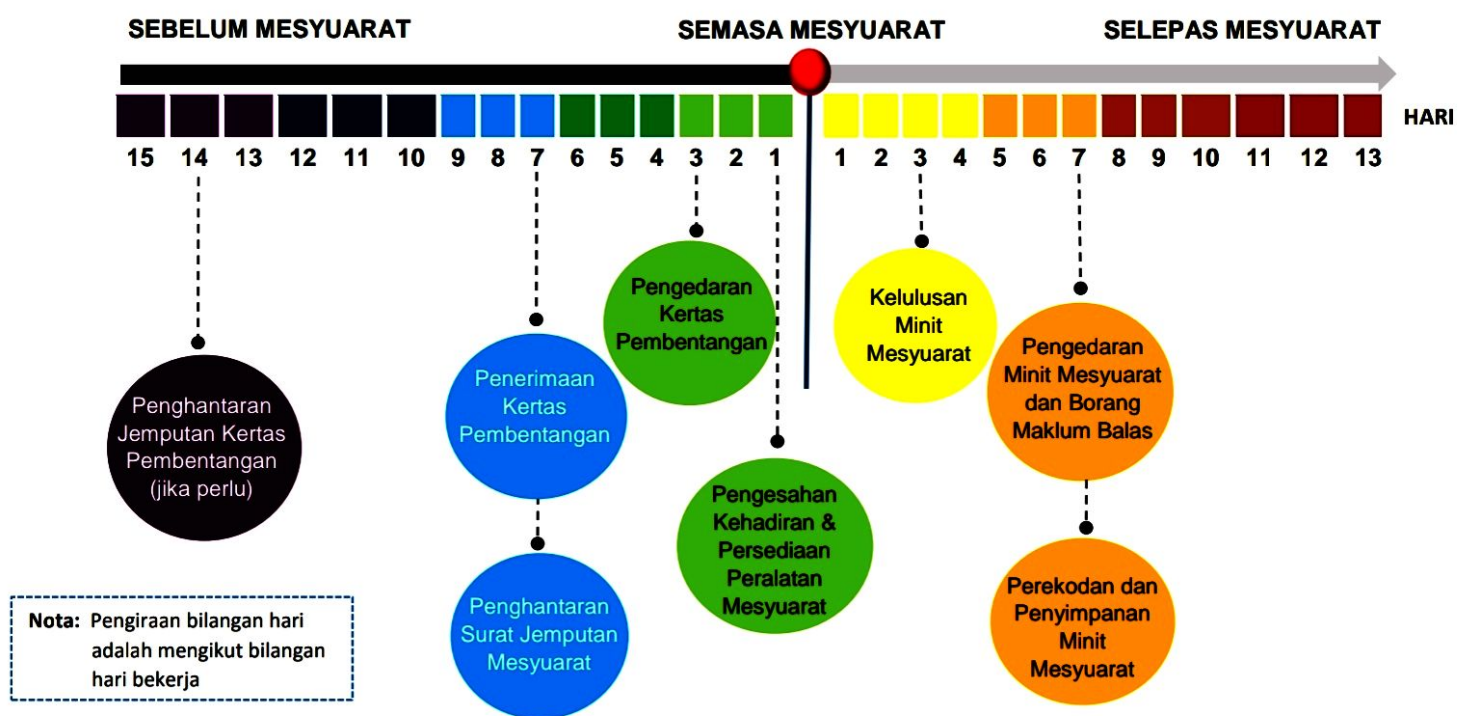 SEBELUM MESYUARAT
SEMASA MESYUARAT
SELEPAS MESYUARAT
HARI
15 14 13 12 11 10 9 8 7 6 5 4 3 2 1 1 2 3 4 5 6 7 8 9 10 11 12 13
Penghantaran
Jemputan Kertas
Pembentangan
(jika perlu)
Penerimaan
Kertas
Pembentangan
Penghantaran
Surat Jemputan
Mesyuarat
Pengedaran
Kertas
Pembentangan
Pengesahan
Kehadiran &
Persediaan
Peralatan
Mesyuarat
Kelulusan
Minit
Mesyuarat
Pengedaran
Minit Mesyuarat
dan Borang
Maklum Balas
Perekodan dan
Penyimpanan
Minit
Mesyuarat
Nota: Pengiraan bilangan hari
adalah mengikut bilangan
hari bekerja